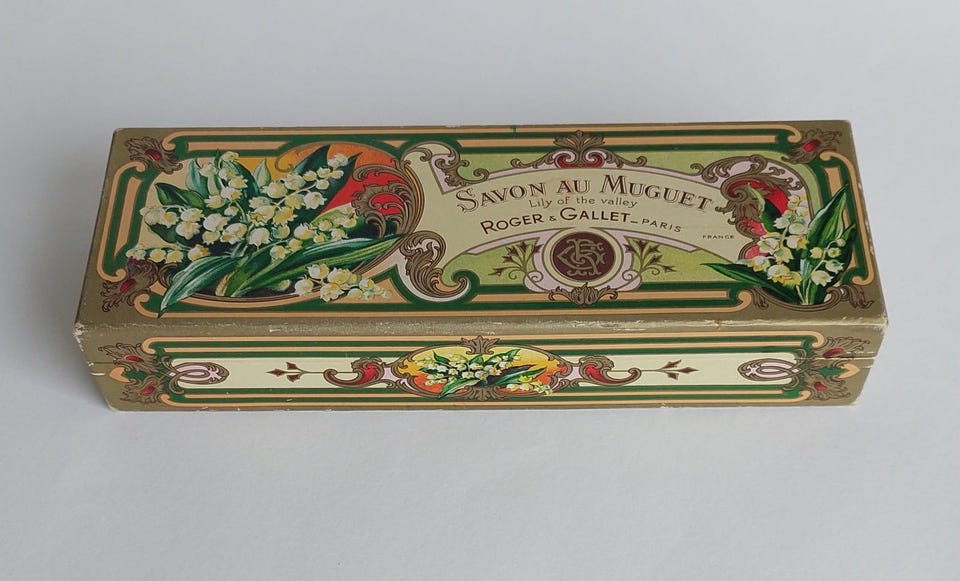 SAVON AU MUGUET
Lily of the valley
ROGER & GALLET_PARIS
FRANCE